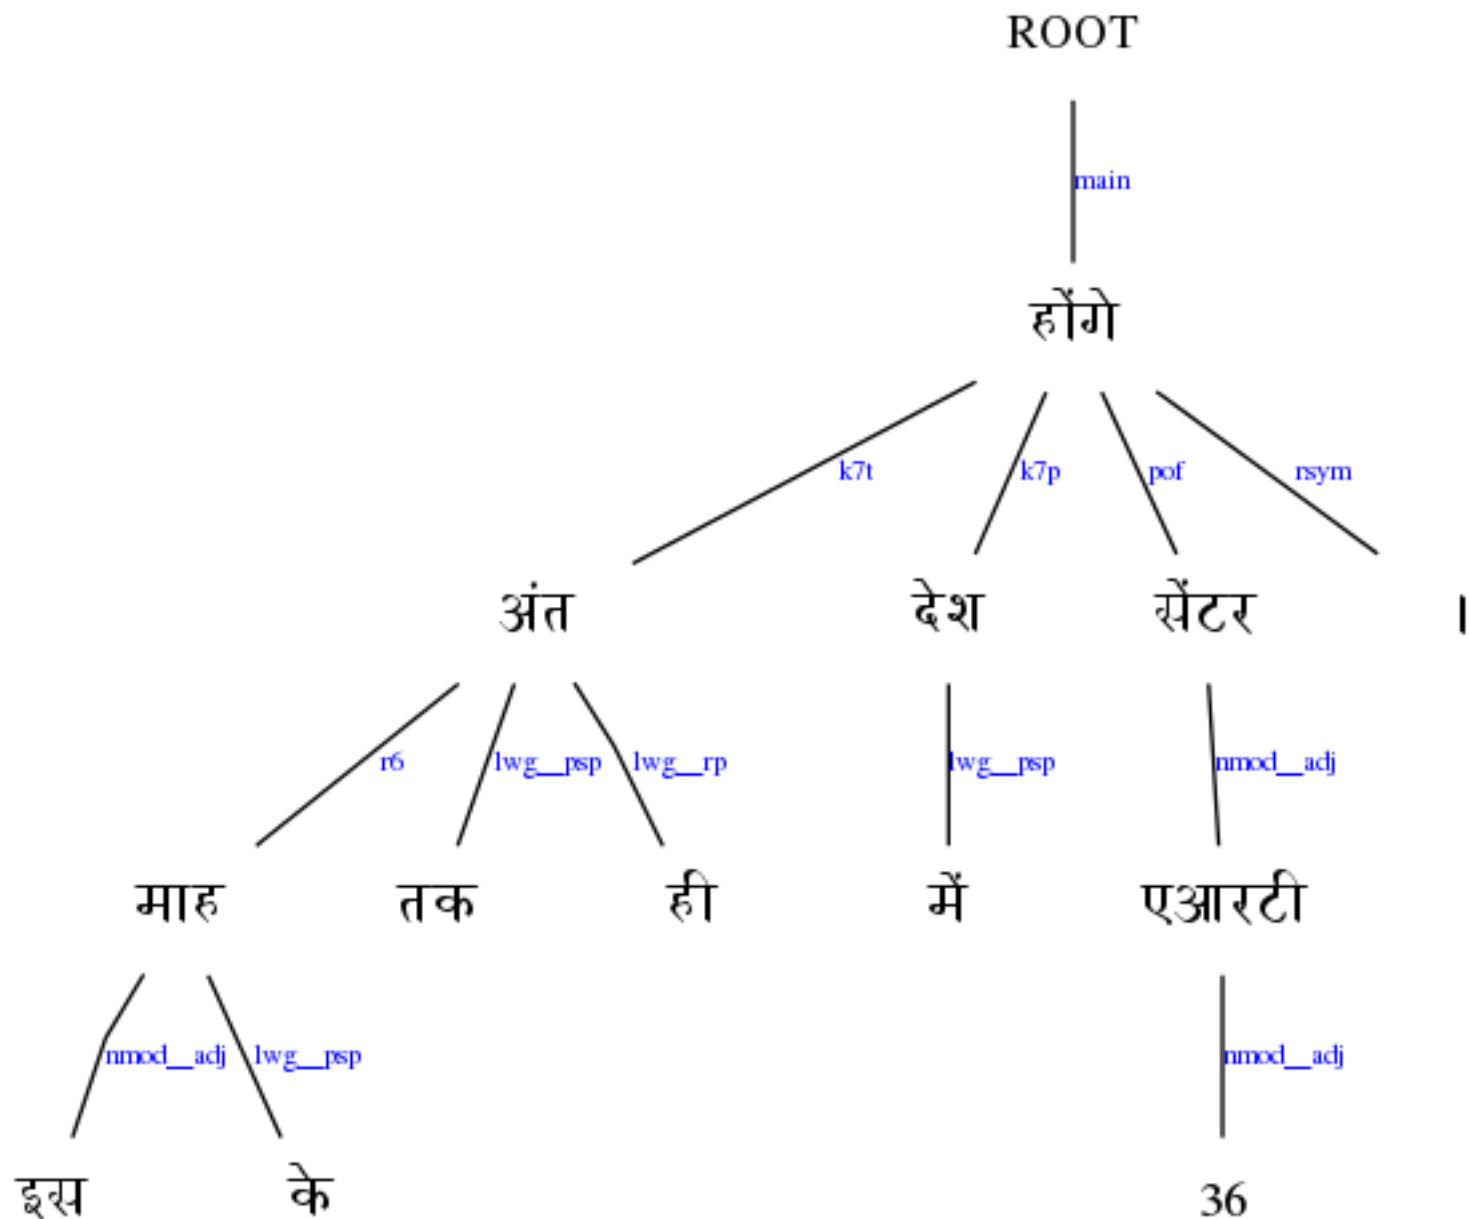 ROOT
main
होंगे
k7t k7p pof rsym
अंत देश सेंटर ।
r6 lwg__psp lwg__rp lwg__psp nmod__adj
माह तक ही में एआरटी
nmod__adj lwg__psp nmod__adj
इस के 36